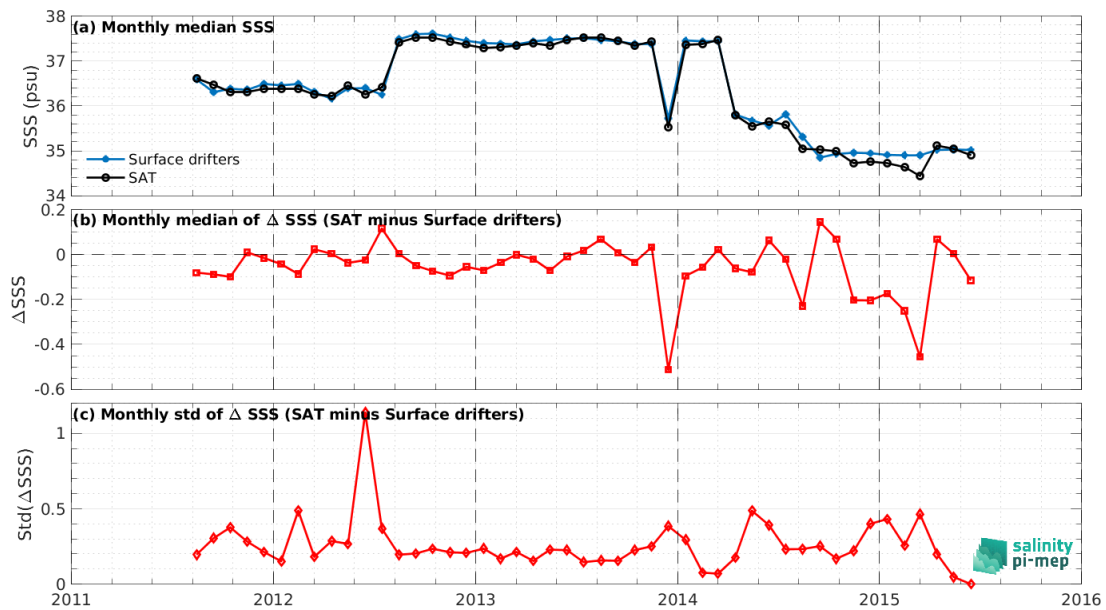 (a) Monthly median SSS
38
37
36
35
34
SSS (psu)
Surface drifters
SAT
(b) Monthly median of Δ SSS (SAT minus Surface drifters)
0.2
0
-0.2
-0.4
-0.6
ΔSSS
(c) Monthly std of Δ SSS (SAT minus Surface drifters)
1
0.5
0
Std(ΔSSS)
salinity
pi-mep
2011 2012 2013 2014 2015 2016